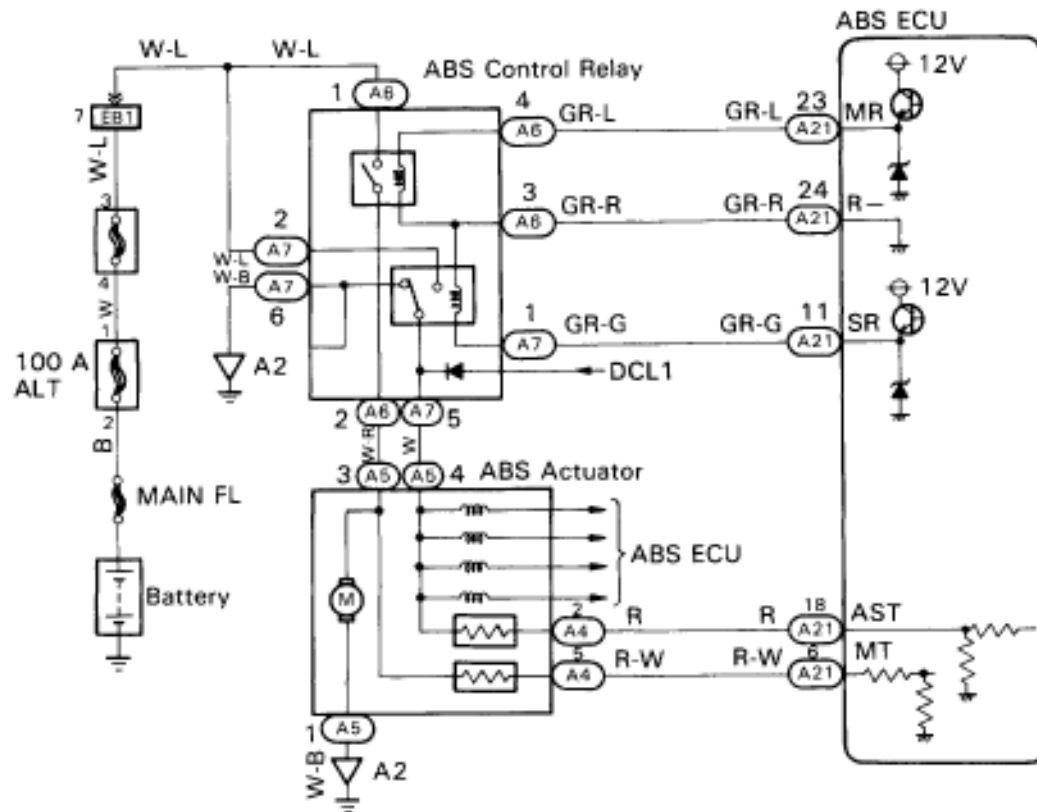 ABS ECU
W-L
W-L
12V
ABS Control Relay
1
A6
7
EB1
4
A6
GR-L
GR-L
23
A21
MR
W-L
3
3
A6
GR-R
GR-R
24
A21
R-
2
A7
W-L
W-B
4
A7
6
12V
W
1
100 A
ALT
1
A7
GR-G
GR-G
11
A21
SR
A2
DCL1
2
B
2
A6
A7
5
W-R
W
3
A5
A5
4
ABS Actuator
MAIN FL
ABS ECU
Battery
M
2
A4
R
R
18
A21
AST
5
A4
R-W
R-W
6
A21
MT
1
A5
W-B
A2